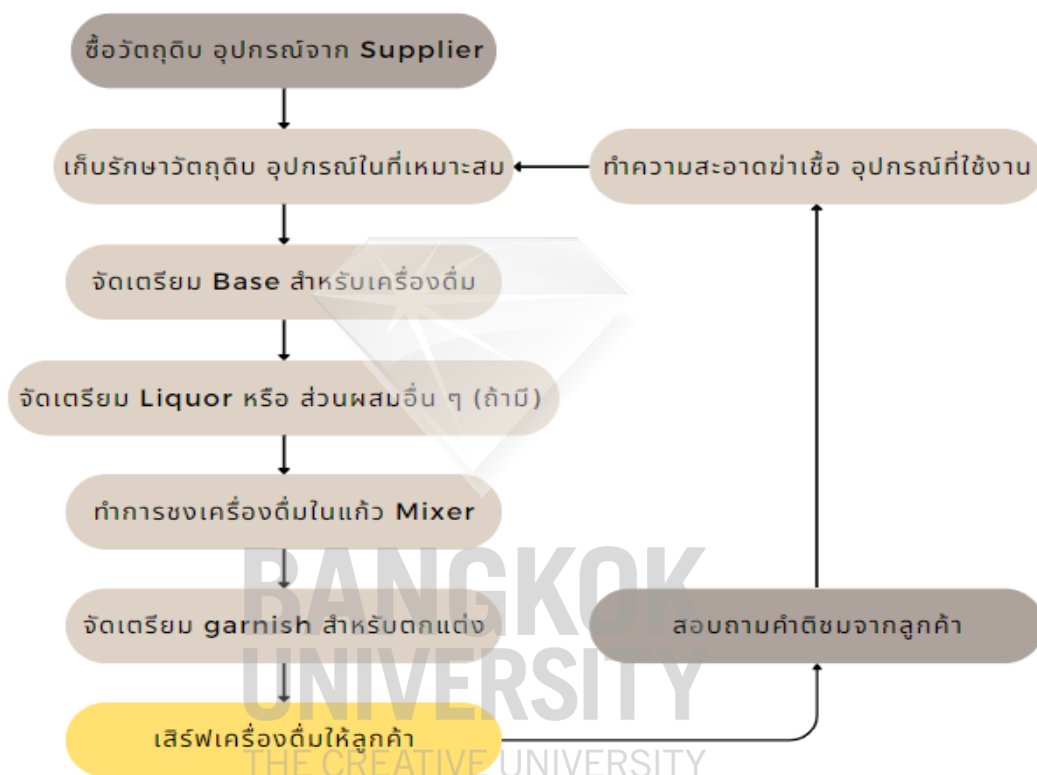 ซื้อวัตถุดิบ อุปกรณ์จาก Supplier
เก็บรักษาวัตถุดิบ อุปกรณ์ในที่เหมาะสม
ทำความสะอาดฆ่าเชื้อ อุปกรณ์ที่ใช้งาน
จัดเตรียม Base สำหรับเครื่องดื่ม
จัดเตรียม Liquor หรือ ส่วนผสมอื่น ๆ (ถ้ามี)
ทำการชงเครื่องดื่มในแก้ว Mixer
จัดเตรียม garnish สำหรับตกแต่ง
สอบถามคำติชมจากลูกค้า
เสิร์ฟเครื่องดื่มให้ลูกค้า
BANGKOK
UNIVERSITY
THE CREATIVE UNIVERSITY